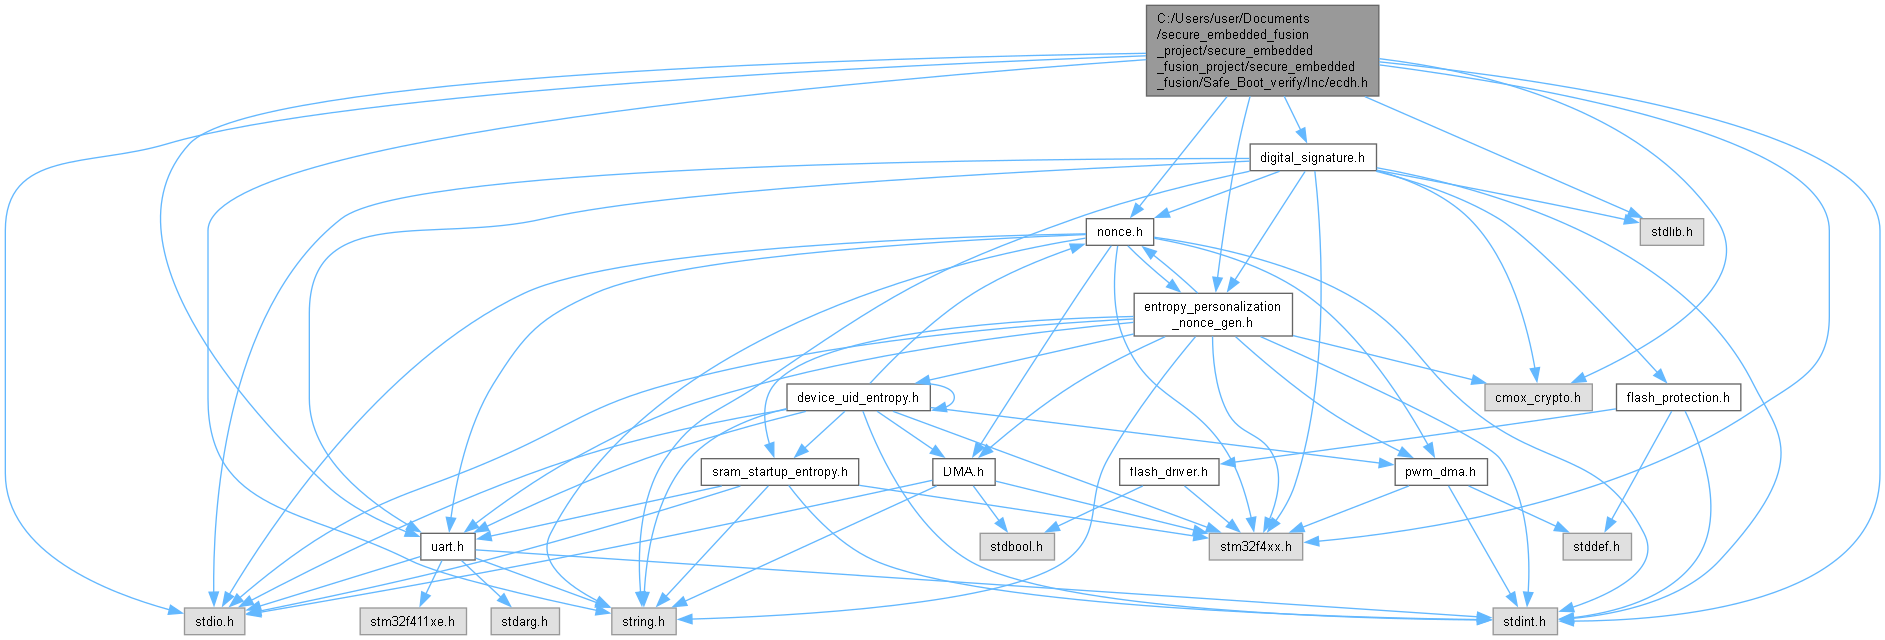 C:/Users/user/Documents
/secure_embedded_fusion
_project/secure_embedded
_fusion_project/secure_embedded
_fusion/Safe_Boot_verify/Inc/ecdh.h
digital_signature.h
nonce.h
stdlib.h
entropy_personalization
_nonce_gen.h
device_uid_entropy.h
cmox_crypto.h
flash_protection.h
sram_startup_entropy.h
DMA.h
flash_driver.h
pwm_dma.h
uart.h
stdbool.h
stm32f4xx.h
stddef.h
stdio.h
stm32f411xe.h
stdarg.h
string.h
stdint.h